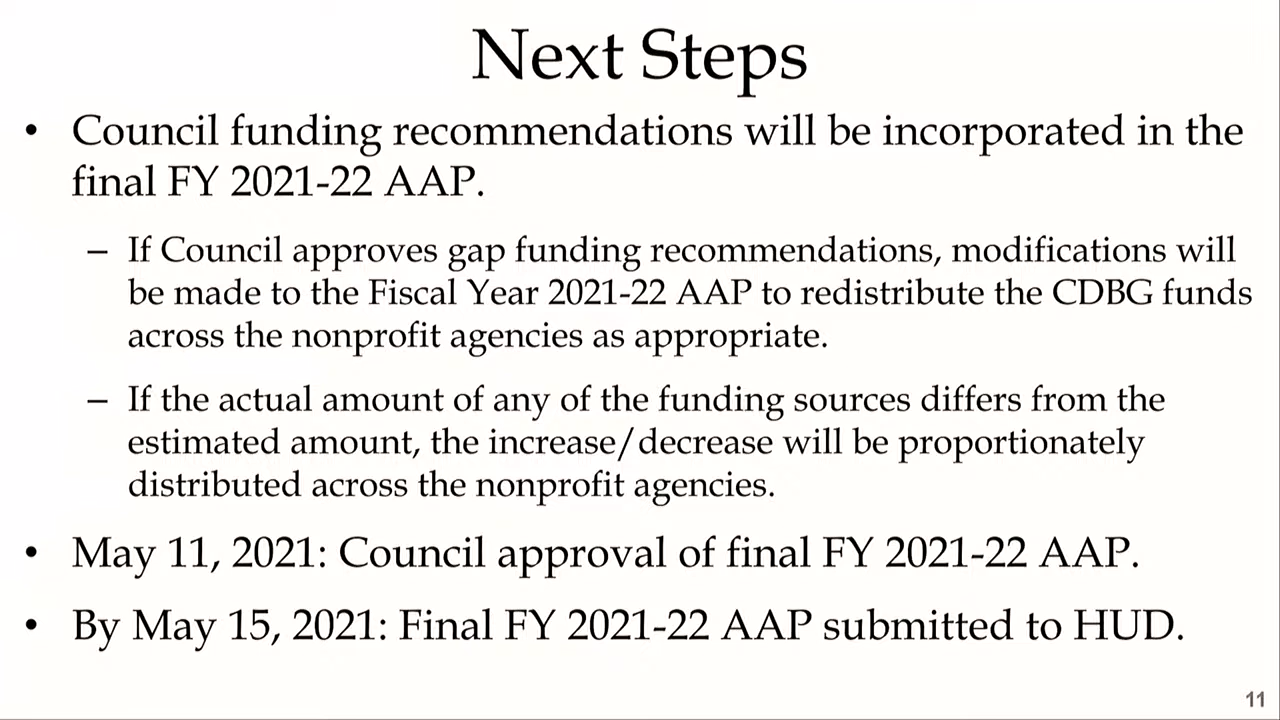 Next Steps
• Council funding recommendations will be incorporated in the
final FY 2021-22 AAP.
– If Council approves gap funding recommendations, modifications will
be made to the Fiscal Year 2021-22 AAP to redistribute the CDBG funds
across the nonprofit agencies as appropriate.
– If the actual amount of any of the funding sources differs from the
estimated amount, the increase/decrease will be proportionately
distributed across the nonprofit agencies.
• May 11, 2021: Council approval of final FY 2021-22 AAP.
• By May 15, 2021: Final FY 2021-22 AAP submitted to HUD.
11